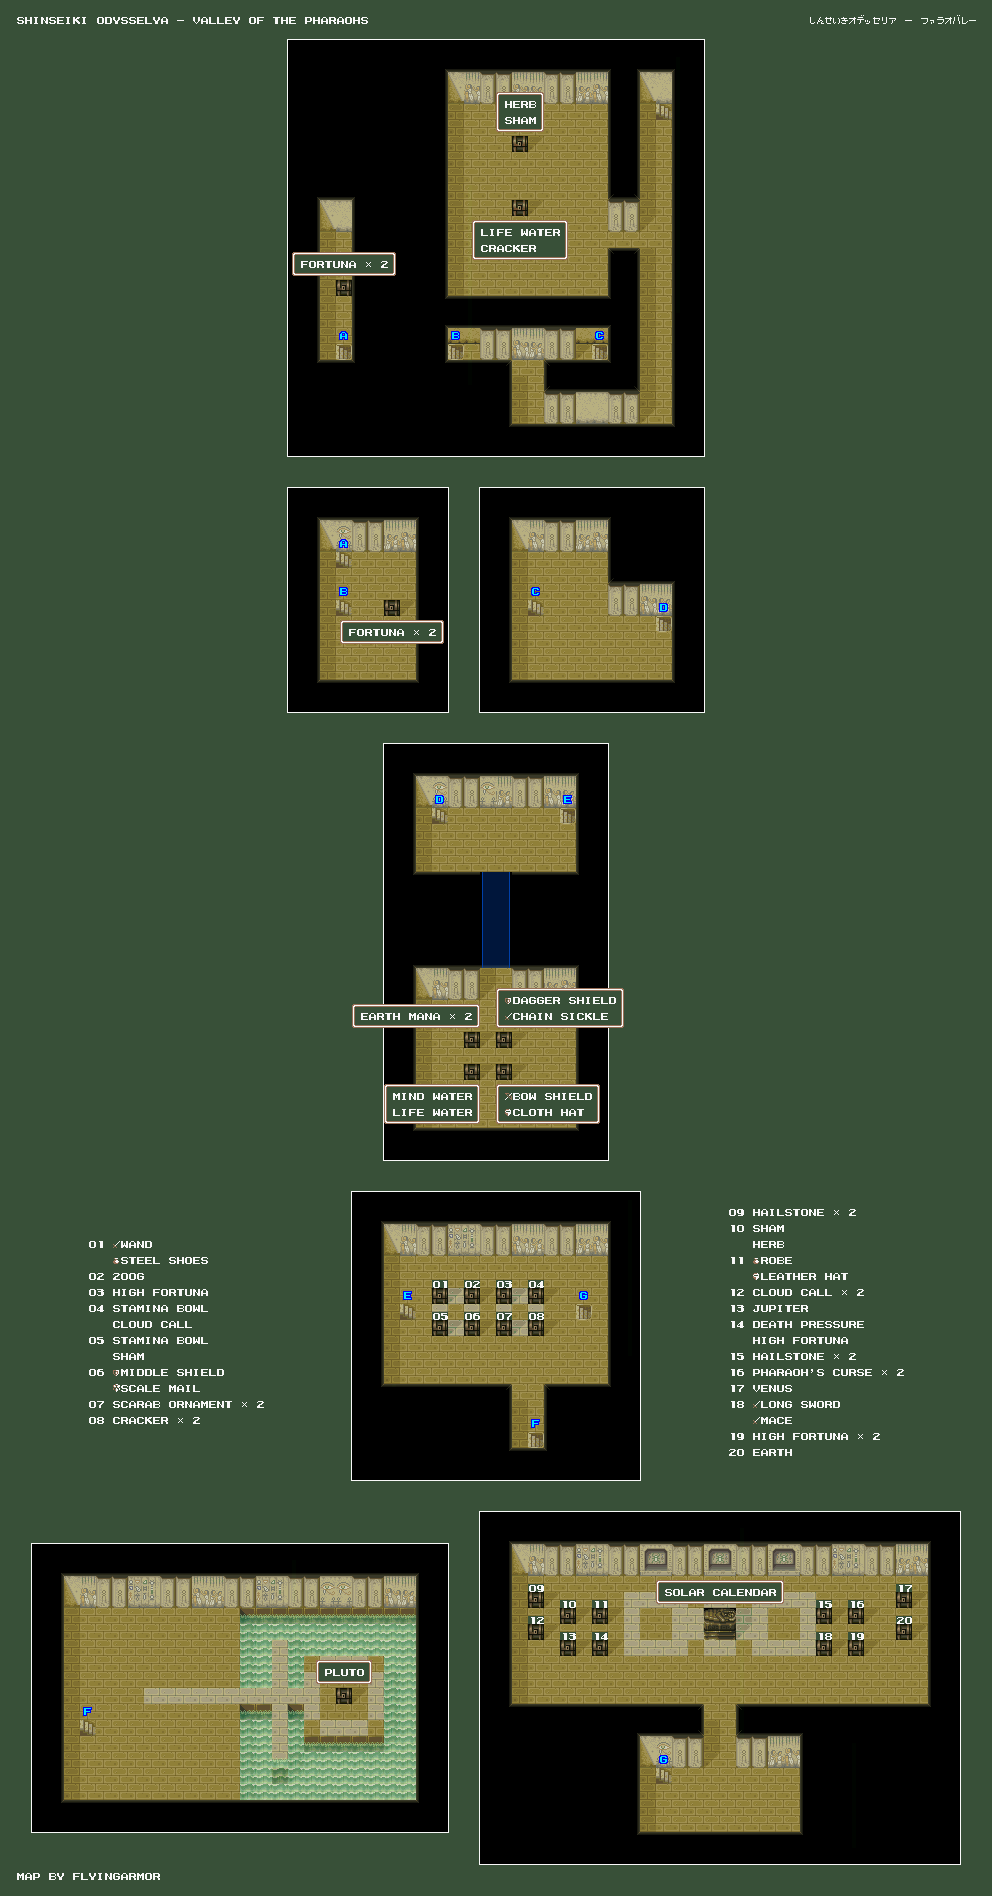 SHINSEIKI ODYSSELYA – VALLEY OF THE PHARAOHS
しんせいきオデッセリア ー ファラオバレー
HERB
SHAM
LIFE WATER
CRACKER
FORTUNA × 2
A
B
C
A
B
FORTUNA × 2
C
D
D
E
EARTH MANA × 2
DAGGER SHIELD
CHAIN SICKLE
MIND WATER
LIFE WATER
BOW SHIELD
CLOTH HAT
01 WAND
STEEL SHOES
02 200G
03 HIGH FORTUNA
04 STAMINA BOWL
CLOUD CALL
05 STAMINA BOWL
SHAM
06 MIDDLE SHIELD
SCALE MAIL
07 SCARAB ORNAMENT × 2
08 CRACKER × 2
01 02 03 04
E
G
05 06 07 08
F
09 HAILSTONE × 2
10 SHAM
HERB
11 ROBE
LEATHER HAT
12 CLOUD CALL × 2
13 JUPITER
14 DEATH PRESSURE
HIGH FORTUNA
15 HAILSTONE × 2
16 PHARAOH'S CURSE × 2
17 VENUS
18 LONG SWORD
MACE
19 HIGH FORTUNA × 2
20 EARTH
PLUTO
F
SOLAR CALENDAR
09 17
10 11 15 16
12 20
13 14 18 19
G
MAP BY FLYINGARMOR